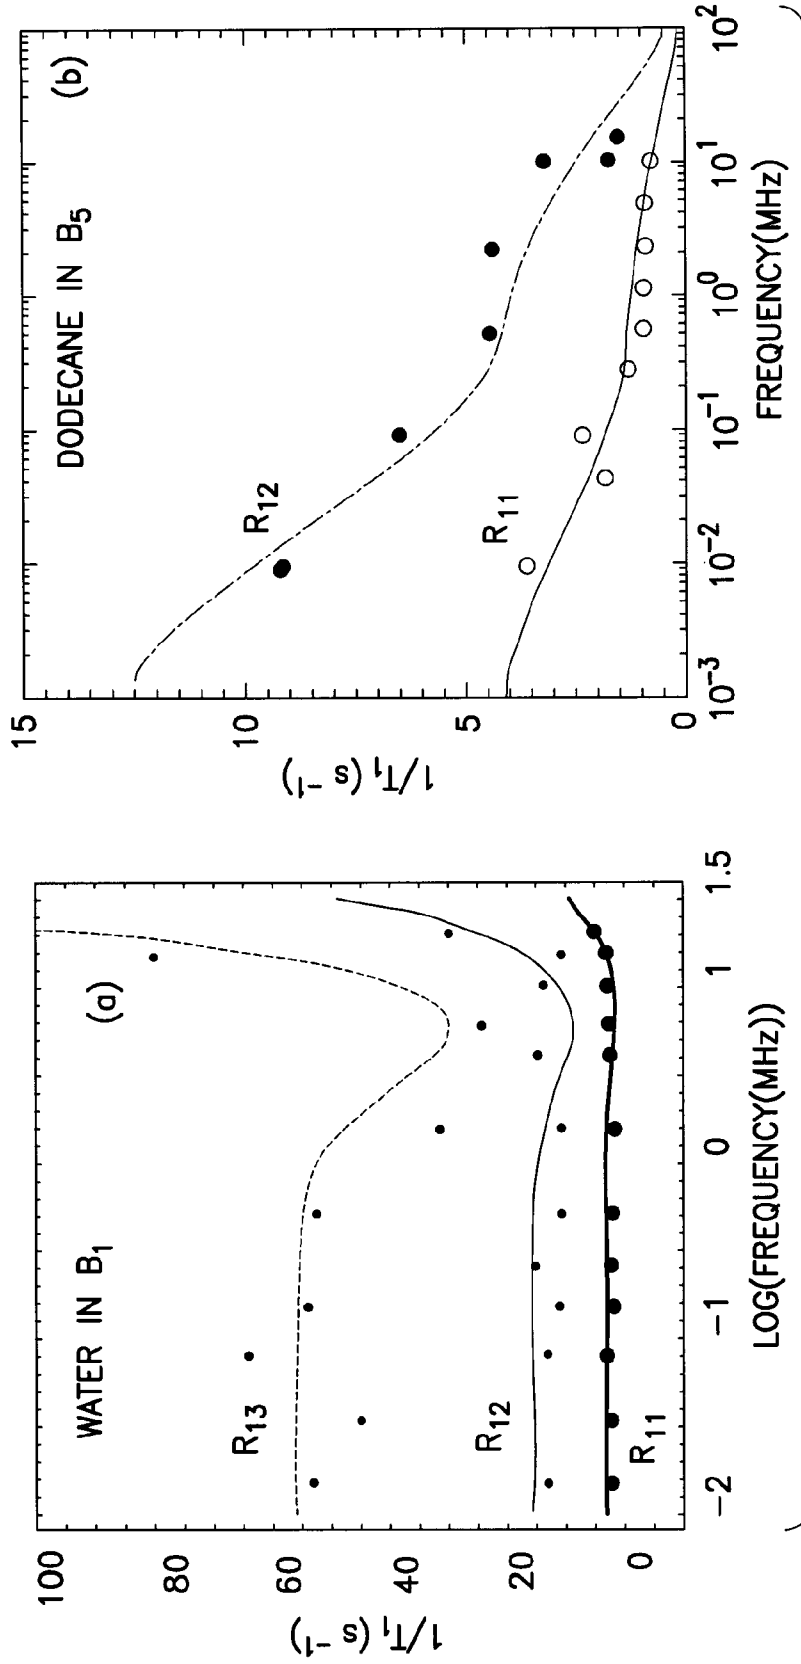 WATER IN B1
(a)
R13
R12
R11
100
80
60
40
20
0
1/T1(s-1)
-2
-1
0
1
1.5
LOG(FREQUENCY(MHz))
DODECANE IN B5
(b)
R12
R11
15
10
5
0
1/T1(s-1)
10-3
10-2
10-1
100
101
102
FREQUENCY(MHz)